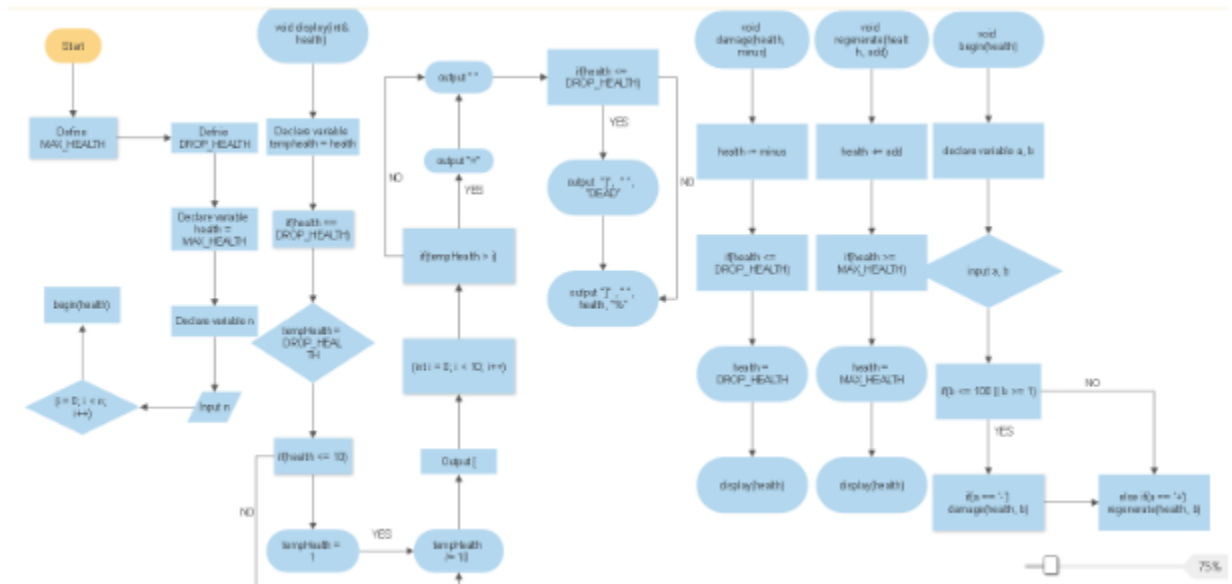 Start
Define
MAX_HEALTH
Define
DROP_HEALTH
Declare variable
health =
MAX_HEALTH
Declare variable n
Input n
(i = 0; i < n;
i++)
begin(health)
void display(int&
health)
Declare variable
temphealth = health
if(health ==
DROP_HEALTH)
tempHealth =
DROP_HEAL
TH
if(health <= 10)
NO
tempHealth =
1
YES
tempHealth
Output [
(int i = 0; i < 10; i++)
if(tempHealth > i)
NO
YES
output "="
output " "
if(health <=
DROP_HEALTH)
YES
NO
output "]" , " " ,
"DEAD"
output "]" , " " ,
health, "%"
void
damage(health,
minus)
health -= minus
if(health <=
DROP_HEALTH)
health =
DROP_HEALTH
display(health)
void
regenerate(healt
h, add)
health += add
if(health >=
MAX_HEALTH)
health =
MAX_HEALTH
display(health)
void
begin(health)
declare variable a, b
input a, b
if(b <= 100 || b >= 1)
NO
YES
if(a == '-')
damage(health, b)
else if(a == '+')
regenerate(health, b)
75%